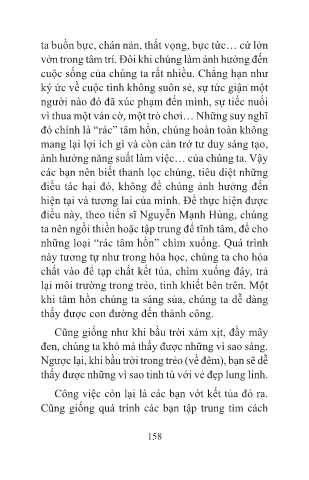 ta buồn bực, chán nản, thất vọng, bực tức… cứ lởn
vởn trong tâm trí. Đôi khi chúng làm ảnh hưởng đến
cuộc sống của chúng ta rất nhiều. Chẳng hạn như
ký ức về cuộc tình không suôn sẻ, sự tức giận một
người nào đó đã xúc phạm đến mình, sự tiếc nuối
vì thua một ván cờ, một trò chơi… Những suy nghĩ
đó chính là “rác” tâm hồn, chúng hoàn toàn không
mang lại lợi ích gì và còn cản trở tư duy sáng tạo,
ảnh hưởng năng suất làm việc… của chúng ta. Vậy
các bạn nên biết thanh lọc chúng, tiêu diệt những
điều tác hại đó, không để chúng ảnh hưởng đến
hiện tại và tương lai của mình. Để thực hiện được
điều này, theo tiến sĩ Nguyễn Mạnh Hùng, chúng
ta nên ngồi thiền hoặc tập trung để tĩnh tâm, để cho
những loại “rác tâm hồn” chìm xuống. Quá trình
này tương tự như trong hóa học, chúng ta cho hóa
chất vào để tạp chất kết tủa, chìm xuống đáy, trả
lại môi trường trong trẻo, tinh khiết bên trên. Một
khi tâm hồn chúng ta sáng sủa, chúng ta dễ dàng
thấy được con đường đến thành công.
Cũng giống như khi bầu trời xám xịt, đầy mây
đen, chúng ta khó mà thấy được những vì sao sáng.
Ngược lại, khi bầu trời trong trẻo (về đêm), bạn sẽ dễ
thấy được những vì sao tinh tú với vẻ đẹp lung linh.
Công việc còn lại là các bạn vớt kết tủa đó ra.
Cũng giống quá trình các bạn tập trung tìm cách
158